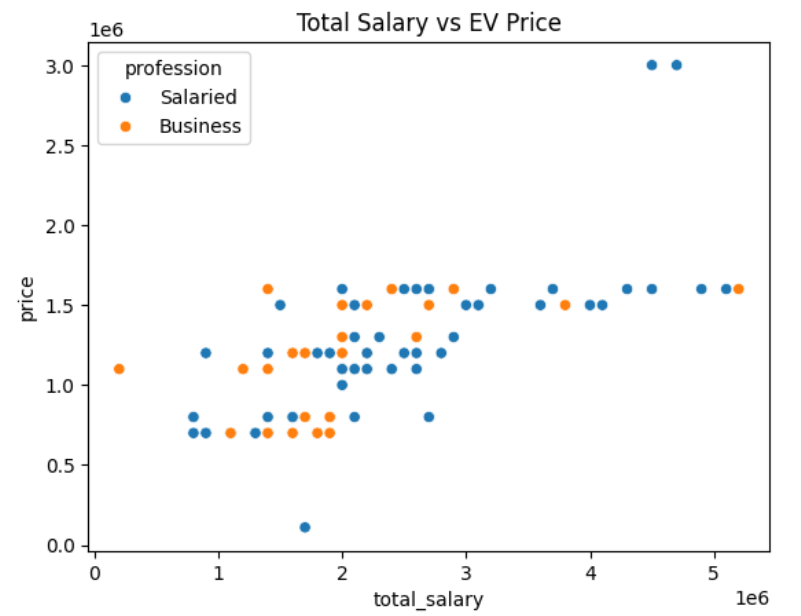 Total Salary vs EV Price
1e6
profession
Salaried
Business
3.0
2.5
2.0
1.5
1.0
0.5
0.0
price
0 1 2 3 4 5
1e6
total_salary